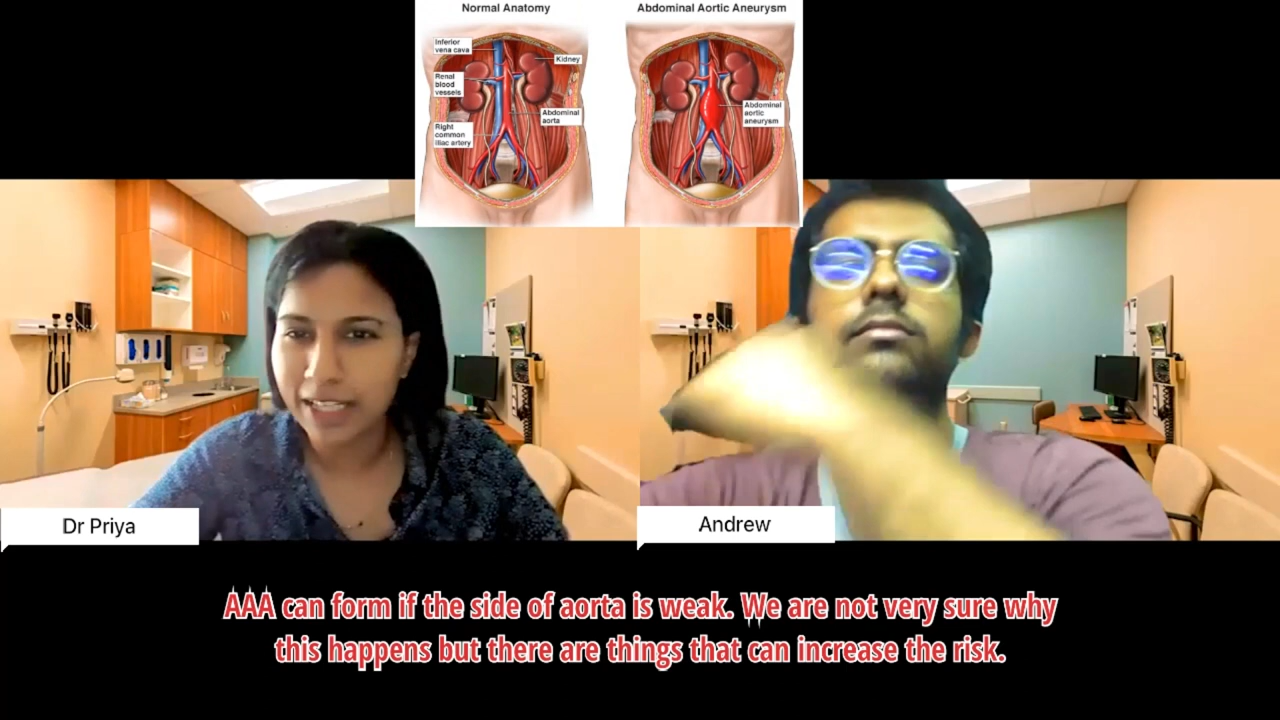 Normal Anatomy
Abdominal Aortic Aneurysm
Inferior
vena cava
Kidney
Renal
blood
vessels
Abdominal
aorta
Right
common
iliac artery
Abdominal
aortic
aneurysm
Dr Priya
Andrew
AAA can form if the side of aorta is weak. We are not very sure why
this happens but there are things that can increase the risk.